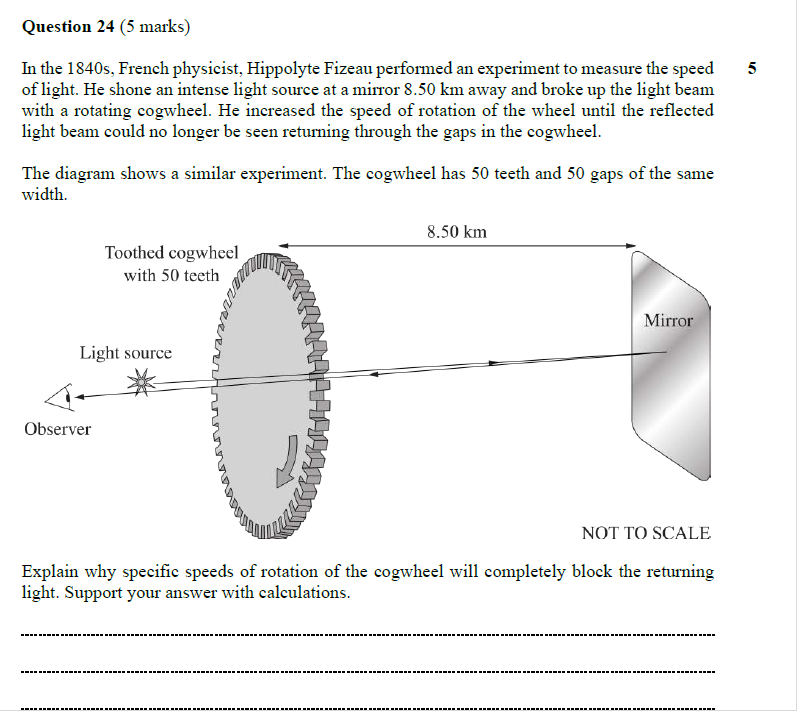 Question 24 (5 marks)
In the 1840s, French physicist, Hippolyte Fizeau performed an experiment to measure the speed 5
of light. He shone an intense light source at a mirror 8.50 km away and broke up the light beam
with a rotating cogwheel. He increased the speed of rotation of the wheel until the reflected
light beam could no longer be seen returning through the gaps in the cogwheel.
The diagram shows a similar experiment. The cogwheel has 50 teeth and 50 gaps of the same
width.
8.50 km
Toothed cogwheel
with 50 teeth
Mirror
Light source
Observer
NOT TO SCALE
Explain why specific speeds of rotation of the cogwheel will completely block the returning
light. Support your answer with calculations.